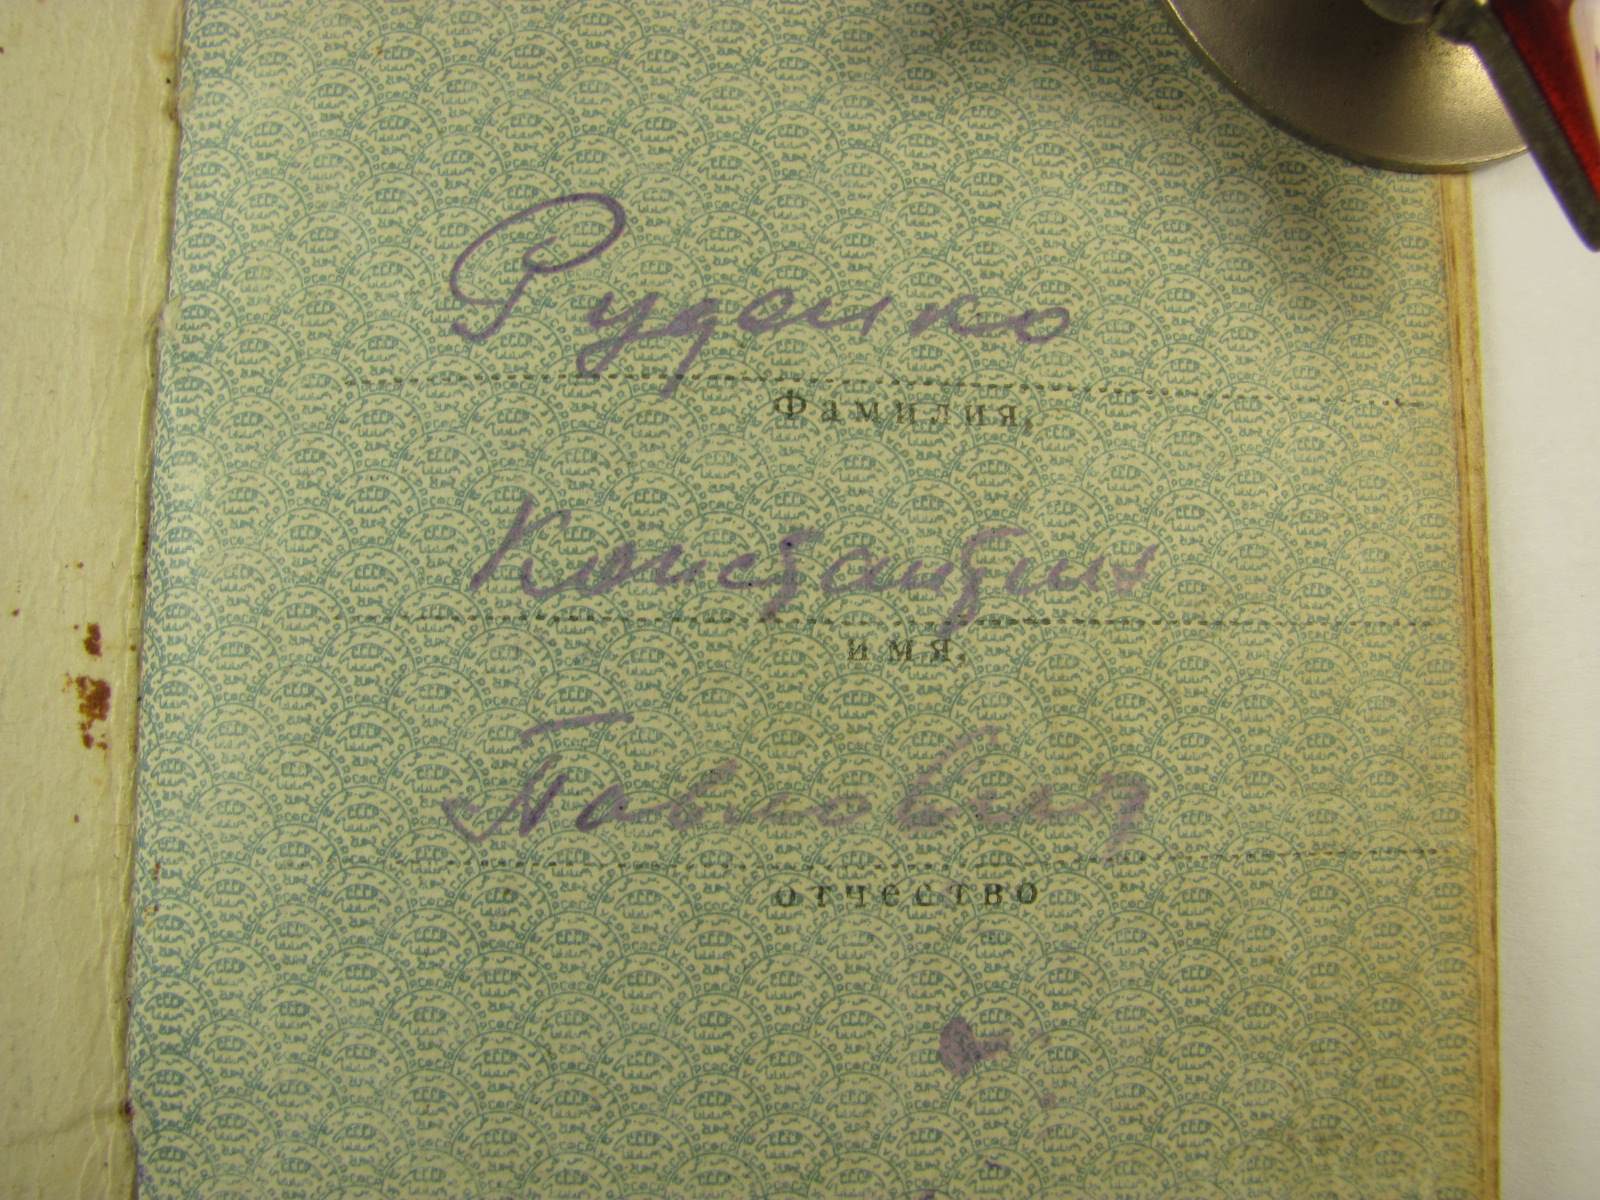 Руденко
Фамилия,
Константин
имя,
Павлович
отчество